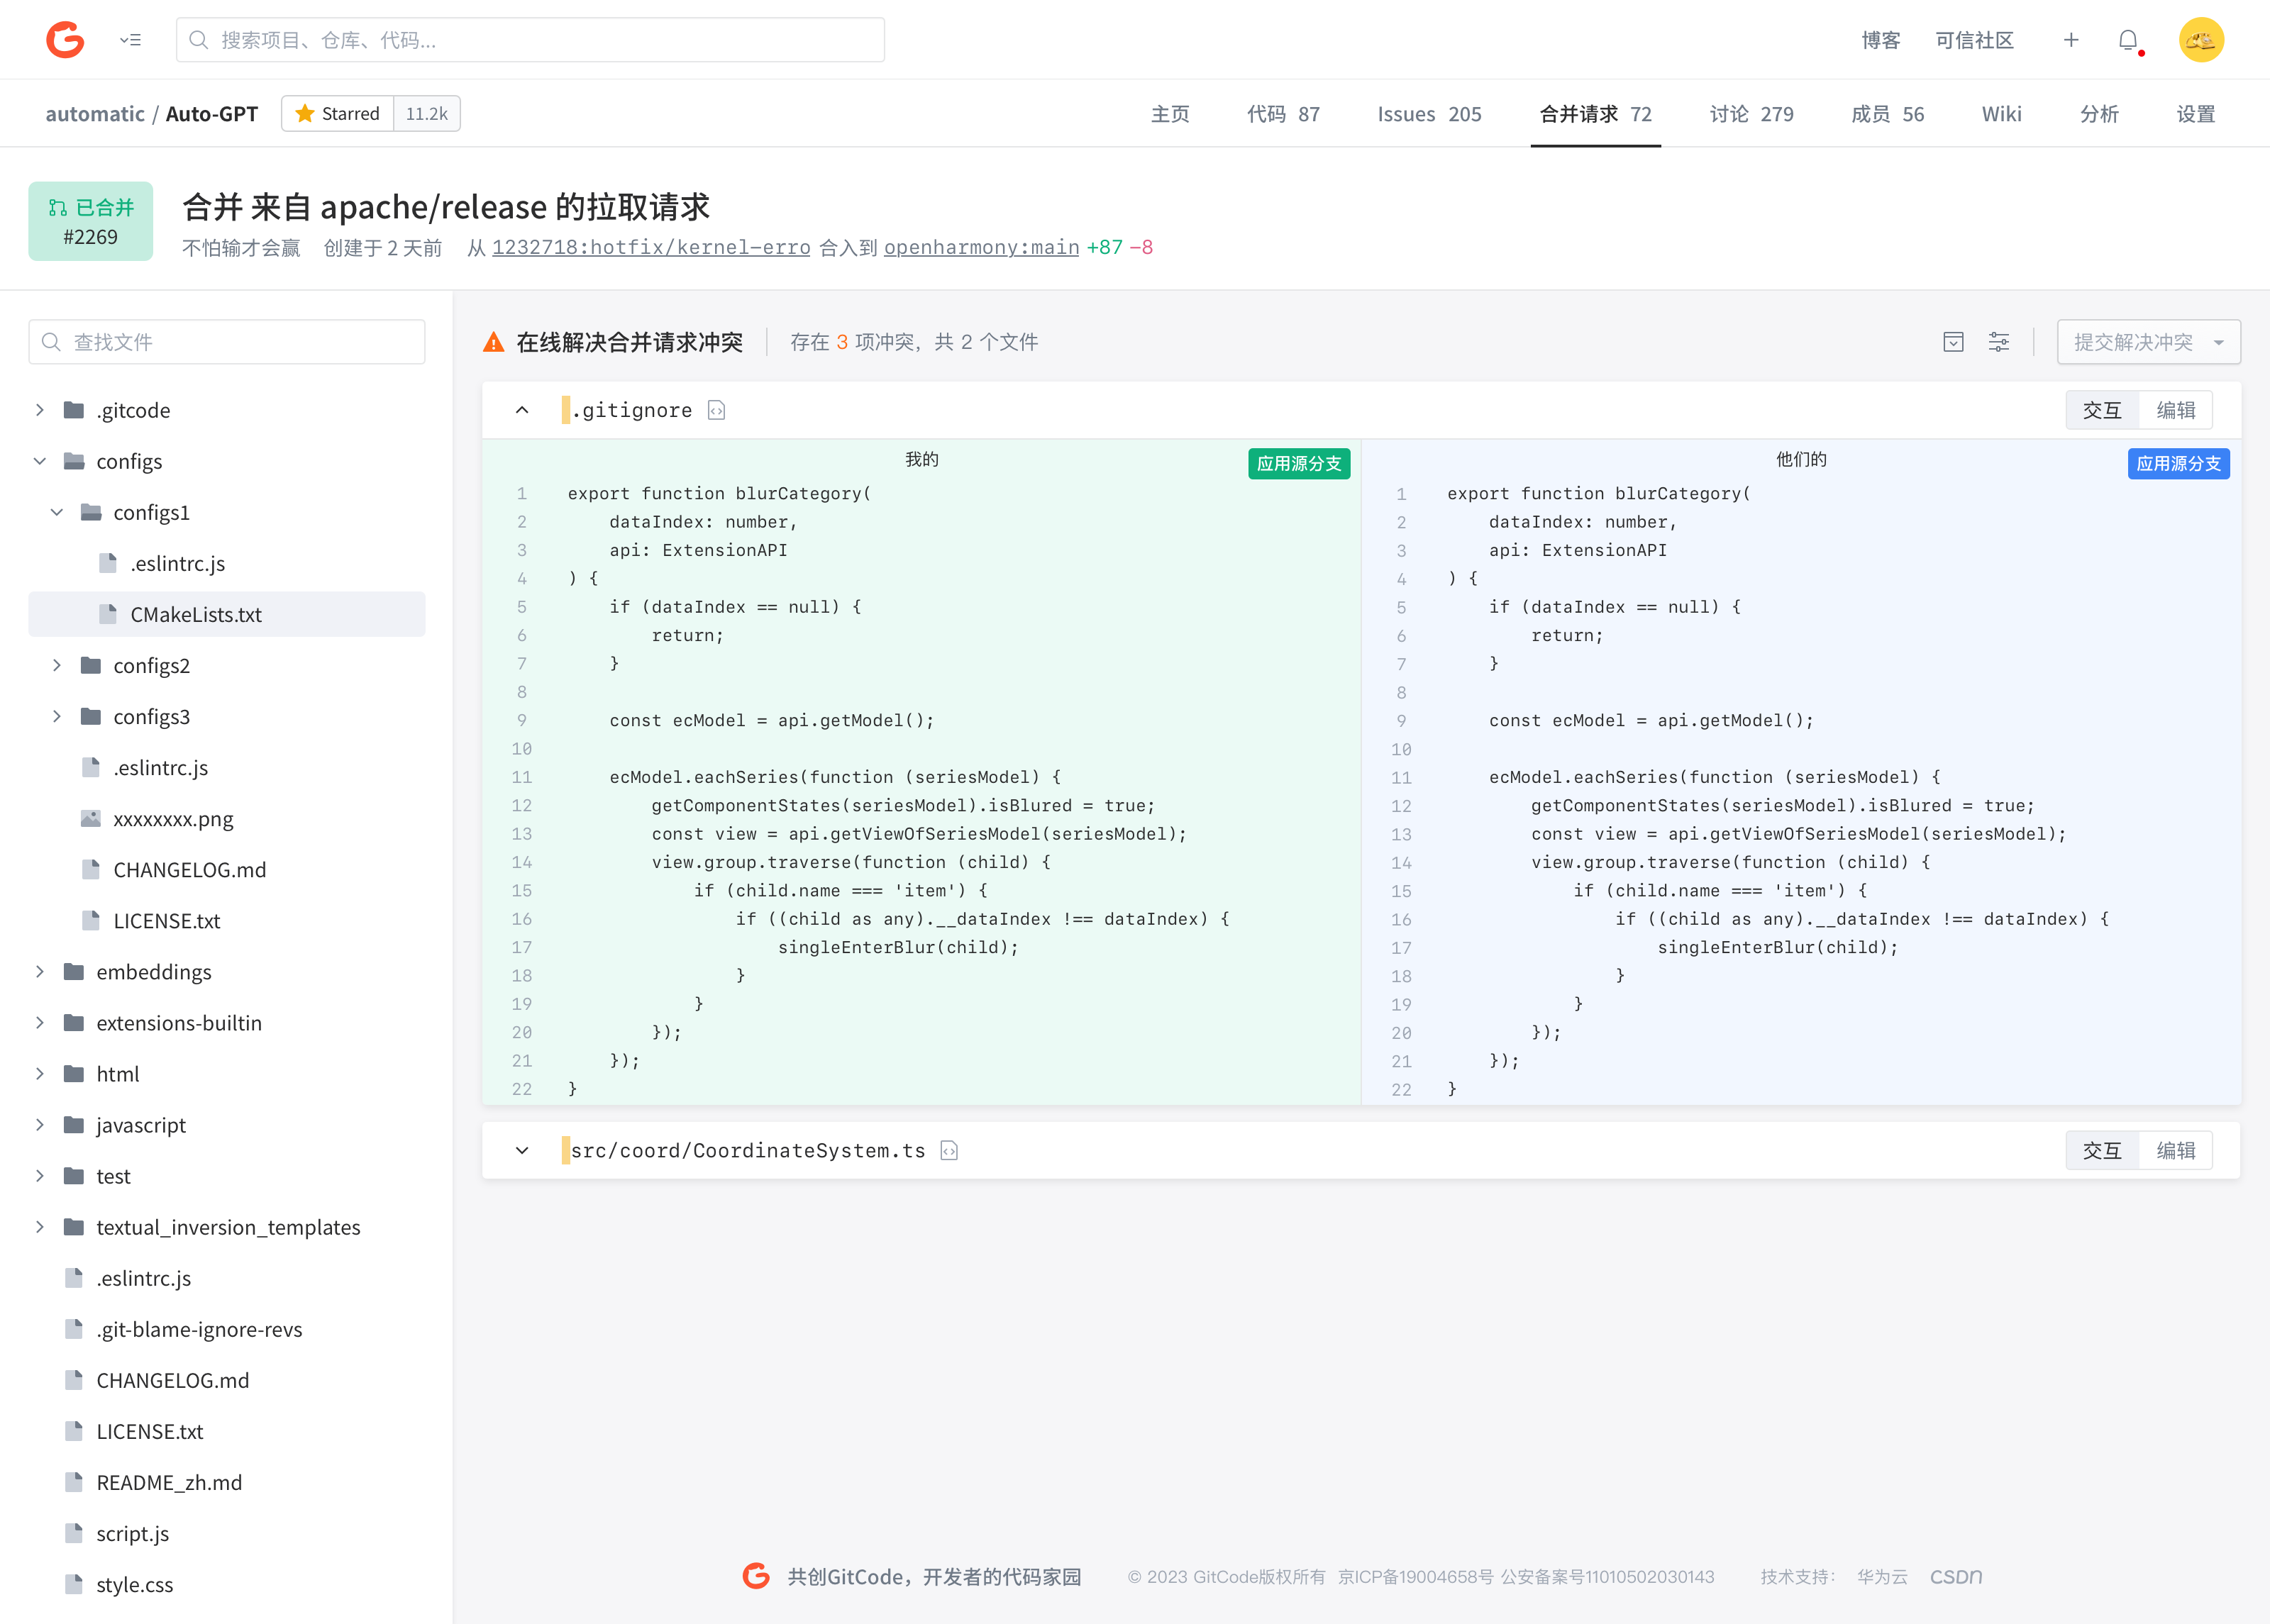 搜索项目、仓库、代码...
博客 可信社区
automatic / Auto-GPT Starred 11.2k
主页 代码 87 Issues 205 合并请求 72 讨论 279 成员 56 Wiki 分析 设置
已合并
#2269
合并 来自 apache/release 的拉取请求
不怕输才会赢 创建于 2 天前 从 1232718:hotfix/kernel-erro 合入到 openharmony:main +87 -8
查找文件
.gitcode
configs
configs1
.eslintrc.js
CMakeLists.txt
configs2
configs3
.eslintrc.js
xxxxxxxx.png
CHANGELOG.md
LICENSE.txt
embeddings
extensions-builtin
html
javascript
test
textual_inversion_templates
.eslintrc.js
.git-blame-ignore-revs
CHANGELOG.md
LICENSE.txt
README_zh.md
script.js
style.css
在线解决合并请求冲突 存在 3 项冲突，共 2 个文件 提交解决冲突
.gitignore 交互 编辑
我的 应用源分支
1 export function blurCategory(
2     dataIndex: number,
3     api: ExtensionAPI
4 ) {
5     if (dataIndex == null) {
6         return;
7     }
8
9     const ecModel = api.getModel();
10
11     ecModel.eachSeries(function (seriesModel) {
12         getComponentStates(seriesModel).isBlured = true;
13         const view = api.getViewOfSeriesModel(seriesModel);
14         view.group.traverse(function (child) {
15             if (child.name === 'item') {
16                 if ((child as any).__dataIndex !== dataIndex) {
17                     singleEnterBlur(child);
18                 }
19             }
20         });
21     });
22 }
他们的 应用源分支
1 export function blurCategory(
2     dataIndex: number,
3     api: ExtensionAPI
4 ) {
5     if (dataIndex == null) {
6         return;
7     }
8
9     const ecModel = api.getModel();
10
11     ecModel.eachSeries(function (seriesModel) {
12         getComponentStates(seriesModel).isBlured = true;
13         const view = api.getViewOfSeriesModel(seriesModel);
14         view.group.traverse(function (child) {
15             if (child.name === 'item') {
16                 if ((child as any).__dataIndex !== dataIndex) {
17                     singleEnterBlur(child);
18                 }
19             }
20         });
21     });
22 }
src/coord/CoordinateSystem.ts 交互 编辑
共创GitCode，开发者的代码家园 © 2023 GitCode版权所有 京ICP备19004658号 公安备案号11010502030143 技术支持： 华为云 CSDN